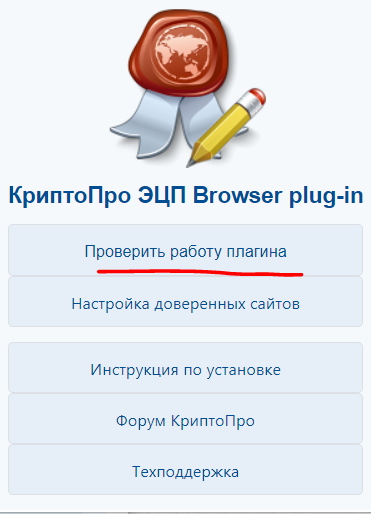 КриптоПро ЭЦП Browser plug-in
Проверить работу плагина
Настройка доверенных сайтов
Инструкция по установке
Форум КриптоПро
Техподдержка